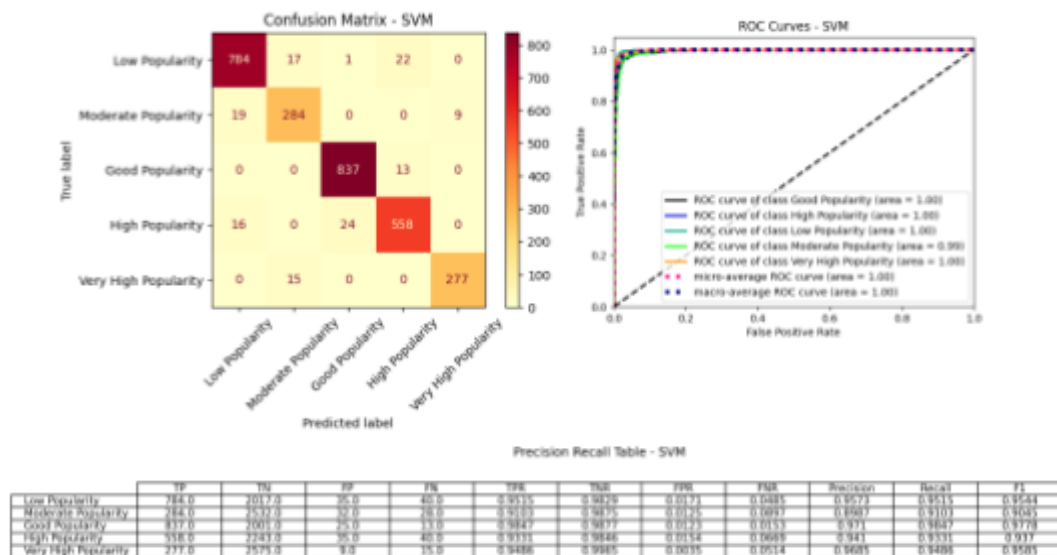 Confusion Matrix - SVM
Low Popularity 784 17 1 22 0
Moderate Popularity 19 284 0 0 9
Good Popularity 0 0 837 13 0
High Popularity 16 0 24 558 0
Very High Popularity 0 15 0 0 277
True label
Low Popularity
Moderate Popularity
Good Popularity
High Popularity
Very High Popularity
Predicted label
800
700
600
500
400
300
200
100
0
ROC Curves - SVM
1.0
0.8
0.6
0.4
0.2
0.0
True Positive Rate
ROC curve of class Good Popularity (area = 1.00)
ROC curve of class High Popularity (area = 1.00)
ROC curve of class Low Popularity (area = 1.00)
ROC curve of class Moderate Popularity (area = 0.99)
ROC curve of class Very High Popularity (area = 1.00)
micro-average ROC curve (area = 1.00)
macro-average ROC curve (area = 1.00)
0.0 0.2 0.4 0.6 0.8 1.0
False Positive Rate
Precision Recall Table - SVM
TP TN FP FN TPR TNR FPR FNR Precision Recall F1
Low Popularity 784.0 2017.0 35.0 40.0 0.9515 0.9829 0.0171 0.0485 0.9573 0.9515 0.9544
Moderate Popularity 284.0 2532.0 32.0 28.0 0.9103 0.9875 0.0125 0.0897 0.8987 0.9103 0.9045
Good Popularity 837.0 2001.0 25.0 13.0 0.9847 0.9877 0.0123 0.0153 0.971 0.9847 0.9778
High Popularity 558.0 2243.0 35.0 40.0 0.9331 0.9846 0.0154 0.0669 0.941 0.9331 0.937
Very High Popularity 277.0 2575.0 9.0 15.0 0.9486 0.9965 0.0035 0.0514 0.9685 0.9486 0.9585